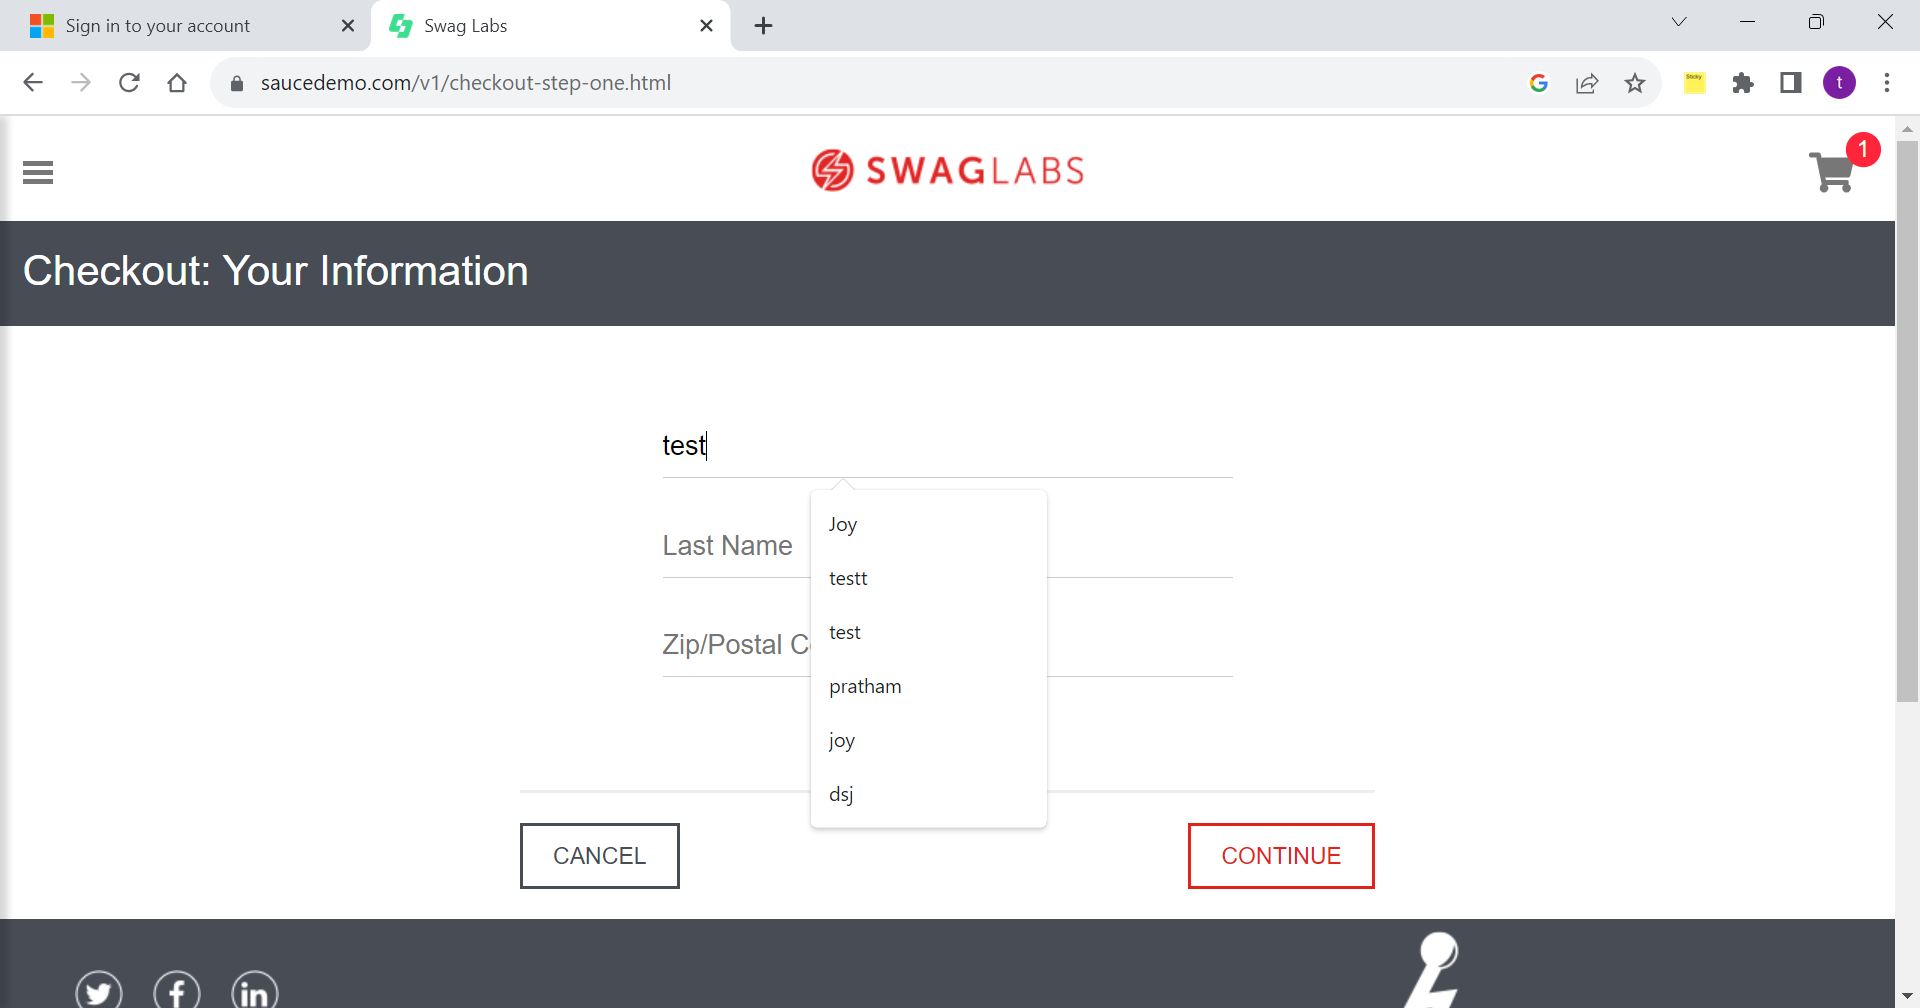 Sign in to your account
Swag Labs
saucedemo.com/v1/checkout-step-one.html
Sticky
t
SWAGLABS
1
Checkout: Your Information
test
Last Name
Zip/Postal C
Joy
testt
test
pratham
joy
dsj
CANCEL
CONTINUE